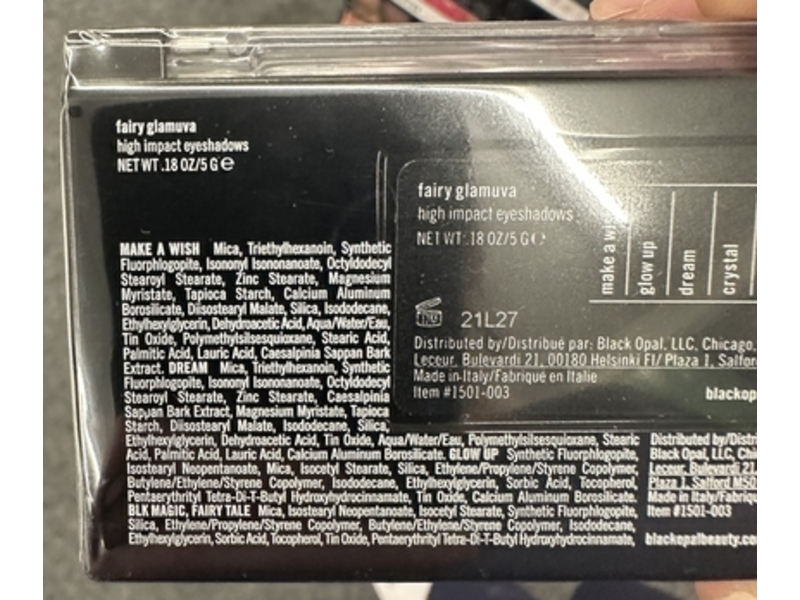 fairy glamuva
high impact eyeshadows
NET WT .18 OZ/5 G ℮
MAKE A WISH Mica, Triethylhexanoin, Synthetic
Fluorphlogopite, Isononyl Isononanoate, Octyldodecyl
Stearoyl Stearate, Zinc Stearate, Magnesium
Myristate, Tapioca Starch, Calcium Aluminum
Borosilicate, Diisostearyl Malate, Silica, Isododecane,
Ethylhexylglycerin, Dehydroacetic Acid, Aqua/Water/Eau,
Tin Oxide, Polymethylsilsesquioxane, Stearic Acid,
Palmitic Acid, Lauric Acid, Caesalpinia Sappan Bark
Extract. DREAM Mica, Triethylhexanoin, Synthetic
Fluorphlogopite, Isononyl Isononanoate, Octyldodecyl
Stearoyl Stearate, Zinc Stearate, Caesalpinia
Sappan Bark Extract, Magnesium Myristate, Tapioca
Starch, Diisostearyl Malate, Isododecane, Silica,
Ethylhexylglycerin, Dehydroacetic Acid, Tin Oxide, Aqua/Water/Eau, Polymethylsilsesquioxane, Stearic
Acid, Palmitic Acid, Lauric Acid, Calcium Aluminum Borosilicate. GLOW UP Synthetic Fluorphlogopite,
Isostearyl Neopentanoate, Mica, Isocetyl Stearate, Silica, Ethylene/Propylene/Styrene Copolymer,
Butylene/Ethylene/Styrene Copolymer, Isododecane, Ethylhexylglycerin, Sorbic Acid, Tocopherol,
Pentaerythrityl Tetra-Di-T-Butyl Hydroxyhydrocinnamate, Tin Oxide, Calcium Aluminum Borosilicate.
BLK MAGIC, FAIRY TALE Mica, Isostearyl Neopentanoate, Isocetyl Stearate, Synthetic Fluorphlogopite,
Silica, Ethylene/Propylene/Styrene Copolymer, Butylene/Ethylene/Styrene Copolymer, Isododecane,
Ethylhexylglycerin, Sorbic Acid, Tocopherol, Tin Oxide, Pentaerythrityl Tetra-Di-T-Butyl Hydroxyhydrocinnamate,
fairy glamuva
high impact eyeshadows
NET WT .18 OZ/5 G
make a wi
glow up
dream
crystal
21L27
Distributed by/Distribué par: Black Opal, LLC, Chicago,
Leceur, Bulevardi 21, 00180 Helsinki FI/ Plaza 1, Salfor
Made in Italy/Fabriqué en Italie
Item #1501-003
blackop
Distributed by/Distri
Black Opal, LLC, Chi
Leceur, Bulevardi 21
Plaza 1, Salford M50
Made in Italy/Fabriqu
Item #1501-003
blackopalbeauty.co